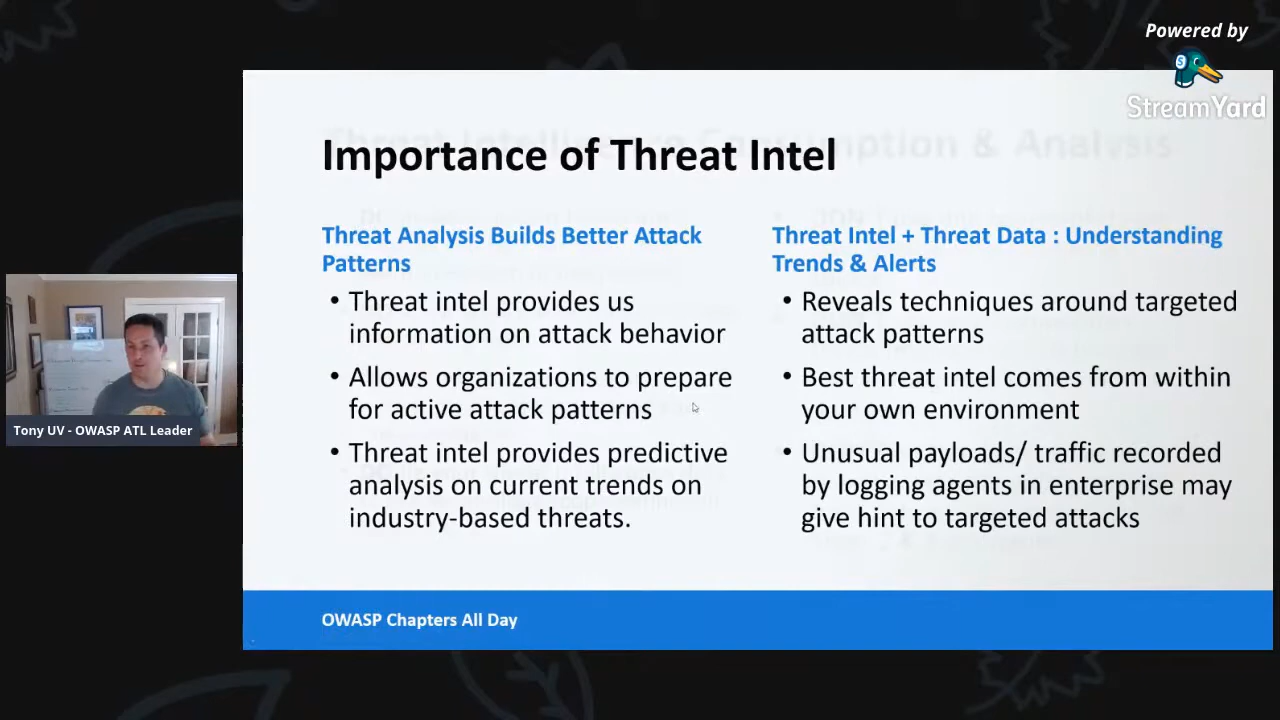 Powered by
StreamYard
Importance of Threat Intel
Threat Analysis Builds Better Attack
Patterns
• Threat intel provides us
information on attack behavior
• Allows organizations to prepare
for active attack patterns
• Threat intel provides predictive
analysis on current trends on
industry-based threats.
Threat Intel + Threat Data : Understanding
Trends & Alerts
• Reveals techniques around targeted
attack patterns
• Best threat intel comes from within
your own environment
• Unusual payloads/ traffic recorded
by logging agents in enterprise may
give hint to targeted attacks
Tony UV - OWASP ATL Leader
OWASP Chapters All Day